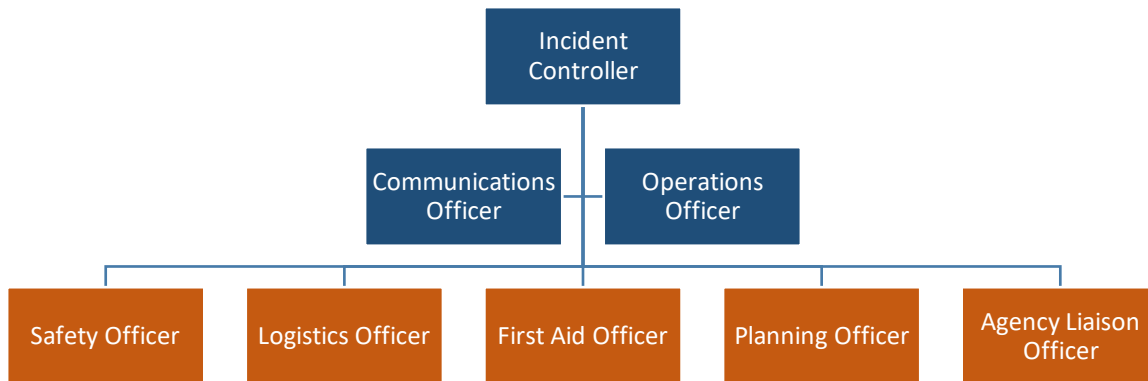 Incident
Controller
Communications
Officer
Operations
Officer
Safety Officer
Logistics Officer
First Aid Officer
Planning Officer
Agency Liaison
Officer